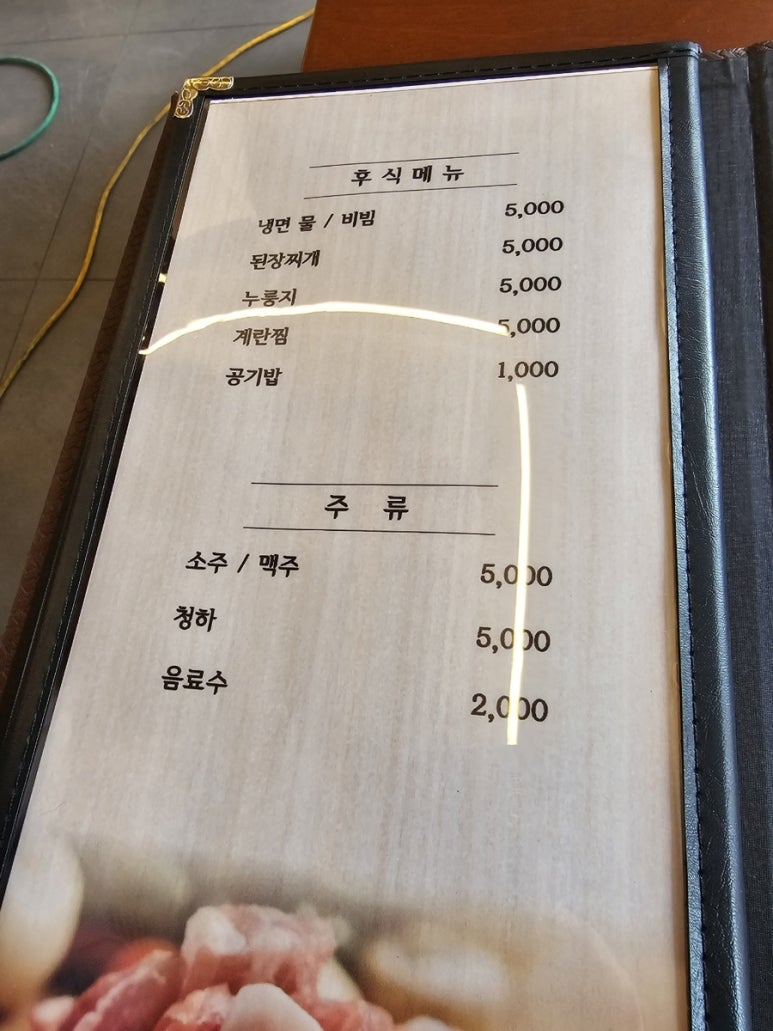 후식메뉴
냉면 물 / 비빔 5,000
된장찌개 5,000
누룽지 5,000
계란찜 5,000
공기밥 1,000
주 류
소주 / 맥주 5,000
청하 5,000
음료수 2,000